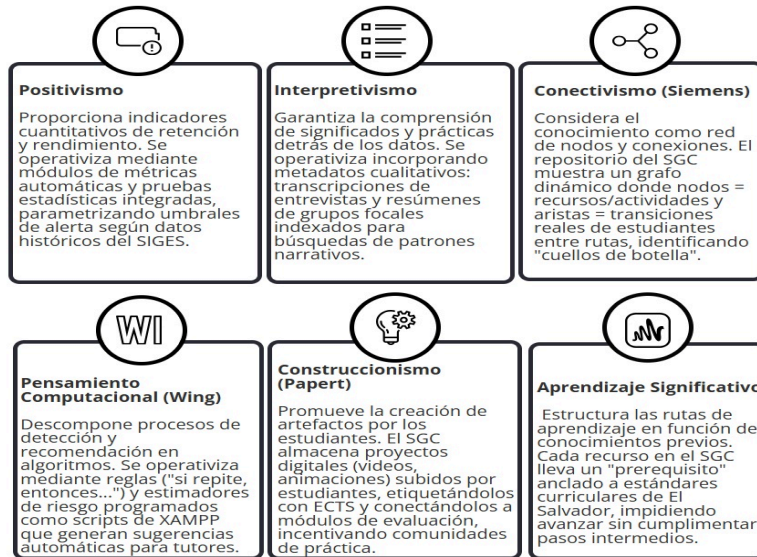 Positivismo
Proporciona indicadores
cuantitativos de retención
y rendimiento. Se
operativiza mediante
módulos de métricas
automáticas y pruebas
estadísticas integradas,
parametrizando umbrales
de alerta según datos
históricos del SIGES.
Interpretivismo
Garantiza la comprensión
de significados y prácticas
detrás de los datos. Se
operativiza incorporando
metadatos cualitativos:
transcripciones de
entrevistas y resúmenes
de grupos focales
indexados para
búsquedas de patrones
narrativos.
Conectivismo (Siemens)
Considera el
conocimiento como red
de nodos y conexiones. El
repositorio del SGC
muestra un grafo
dinámico donde nodos =
recursos/actividades y
aristas = transiciones
reales de estudiantes
entre rutas, identificando
"cuellos de botella".
WI
Pensamiento
Computacional (Wing)
Descompone procesos de
detección y
recomendación en
algoritmos. Se operativiza
mediante reglas ("si repite,
entonces...") y estimadores
de riesgo programados
como scripts de XAMPP
que generan sugerencias
automáticas para tutores.
Construccionismo
(Papert)
Promueve la creación de
artefactos por los
estudiantes. El SGC
almacena proyectos
digitales (videos,
animaciones) subidos por
estudiantes, etiquetándolos
con ECTS y conectándolos a
módulos de evaluación,
incentivando comunidades
de práctica.
Aprendizaje Significativo
Estructura las rutas de
aprendizaje en función de
conocimientos previos.
Cada recurso en el SGC
lleva un "prerequisito"
anclado a estándares
curriculares de El
Salvador, impidiendo
avanzar sin cumplimentar
pasos intermedios.